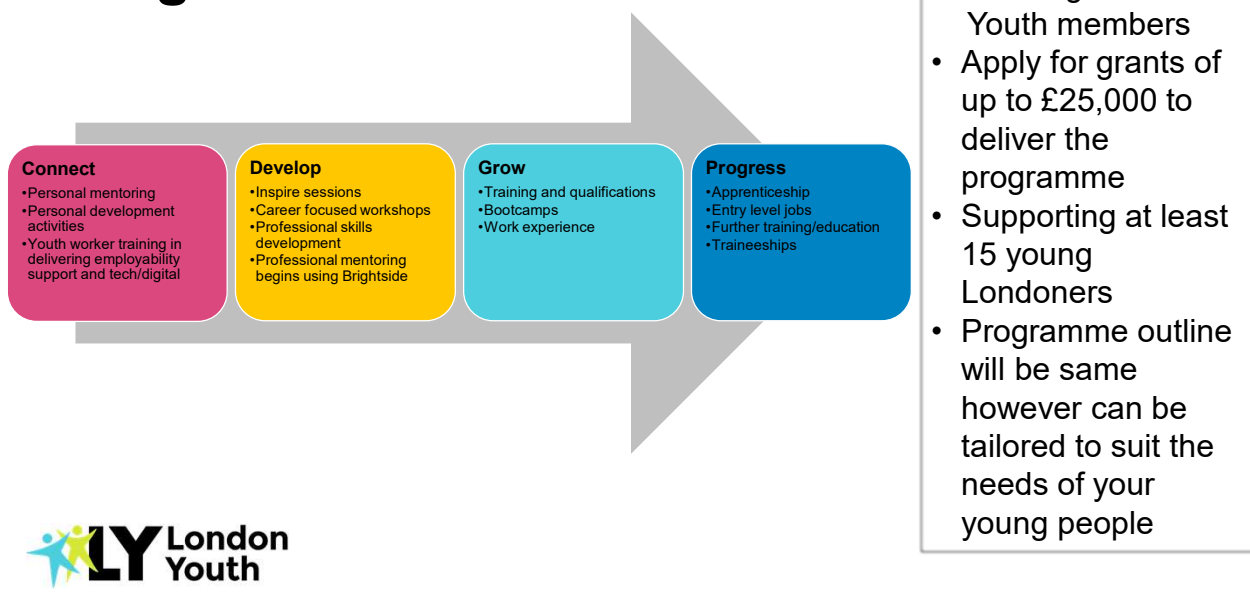 Connect
•Personal mentoring
•Personal development
activities
•Youth worker training in
delivering employability
support and tech/digital
Develop
•Inspire sessions
•Career focused workshops
•Professional skills
development
•Professional mentoring
begins using Brightside
Grow
•Training and qualifications
•Bootcamps
•Work experience
Progress
•Apprenticeship
•Entry level jobs
•Further training/education
•Traineeships
Youth members
• Apply for grants of
up to £25,000 to
deliver the
programme
• Supporting at least
15 young
Londoners
• Programme outline
will be same
however can be
tailored to suit the
needs of your
young people
LY London
Youth